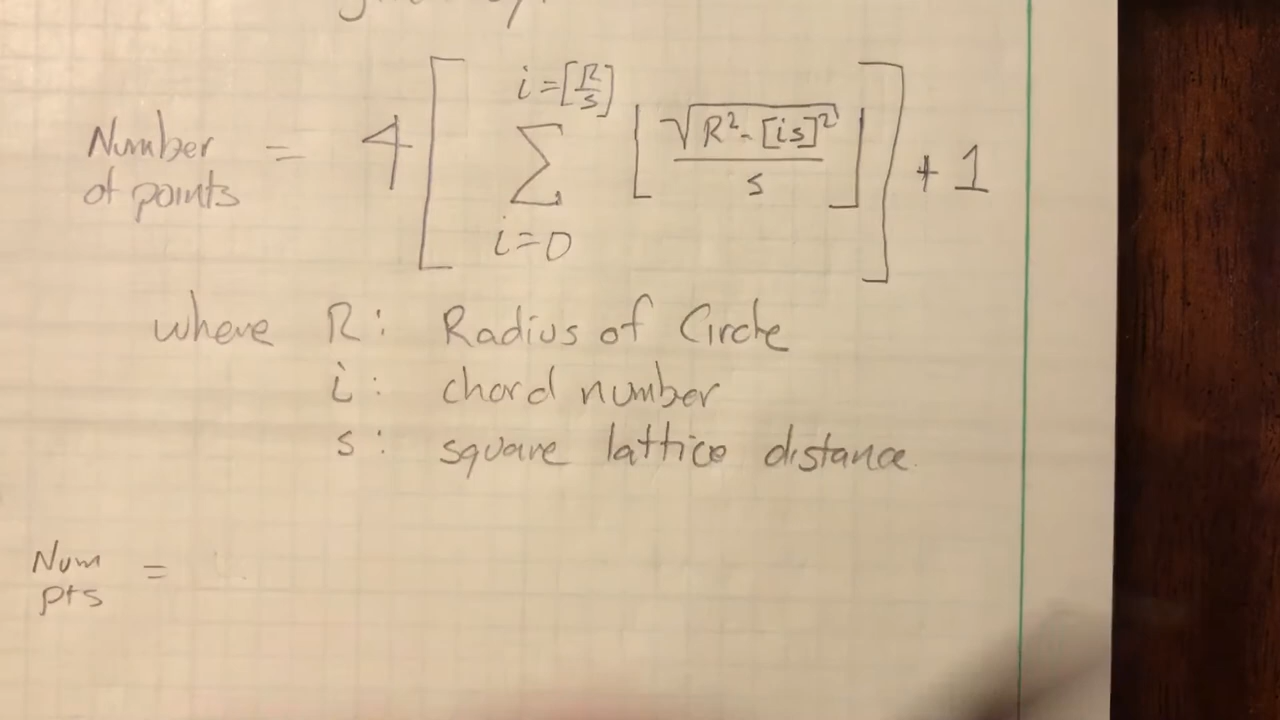 Number of points = 4 [ \sum_{i=0}^{i=[R/s]} ⌊ √(R² - [is]²) / s ⌋ ] + 1
where R: Radius of Circle
i: chord number
s: square lattice distance.
Num pts =